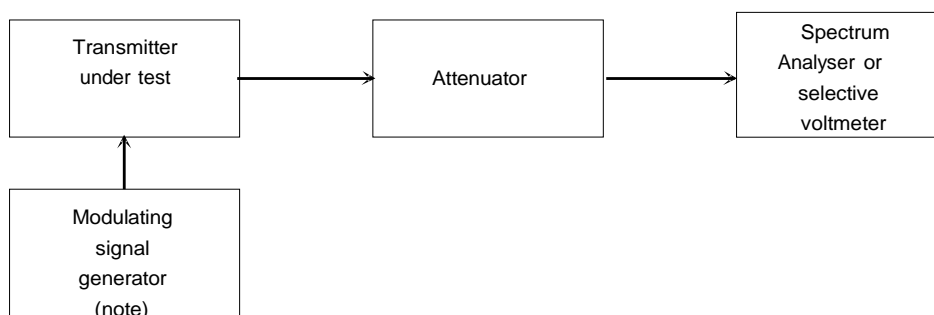 Transmitter
under test
Attenuator
Spectrum
Analyser or
selective
voltmeter
Modulating
signal
generator
(note)